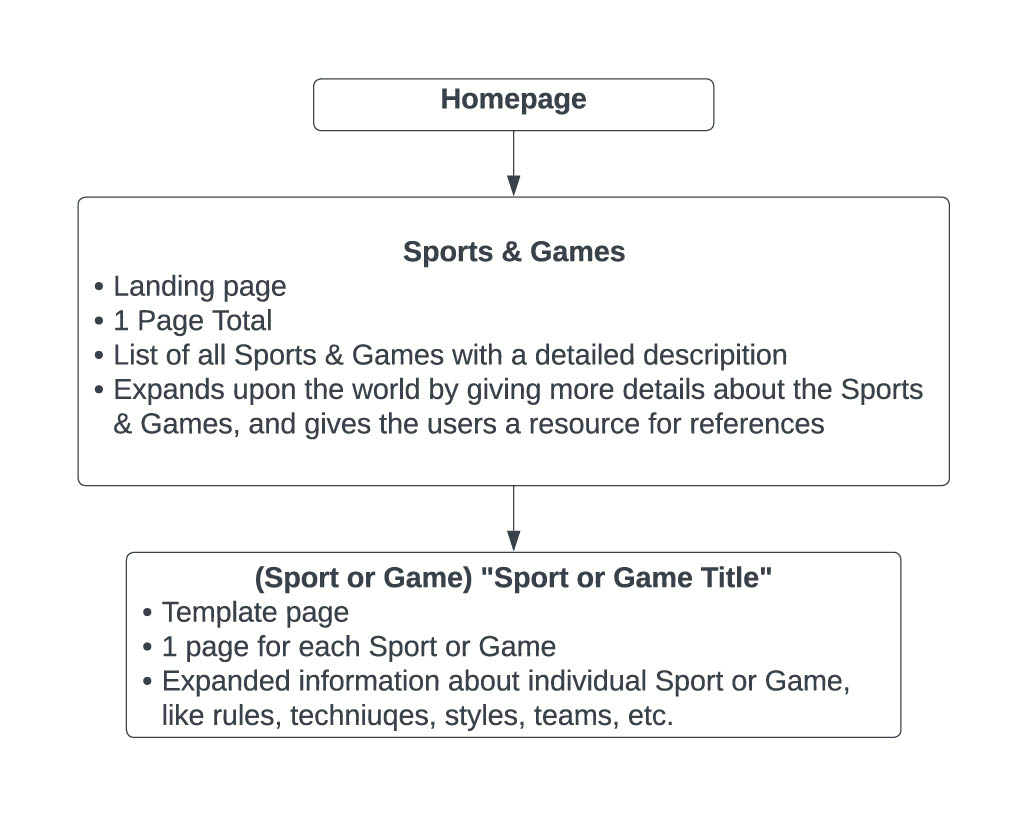 Homepage
Sports & Games
• Landing page
• 1 Page Total
• List of all Sports & Games with a detailed descripition
• Expands upon the world by giving more details about the Sports
& Games, and gives the users a resource for references
(Sport or Game) "Sport or Game Title"
• Template page
• 1 page for each Sport or Game
• Expanded information about individual Sport or Game,
like rules, techniuqes, styles, teams, etc.